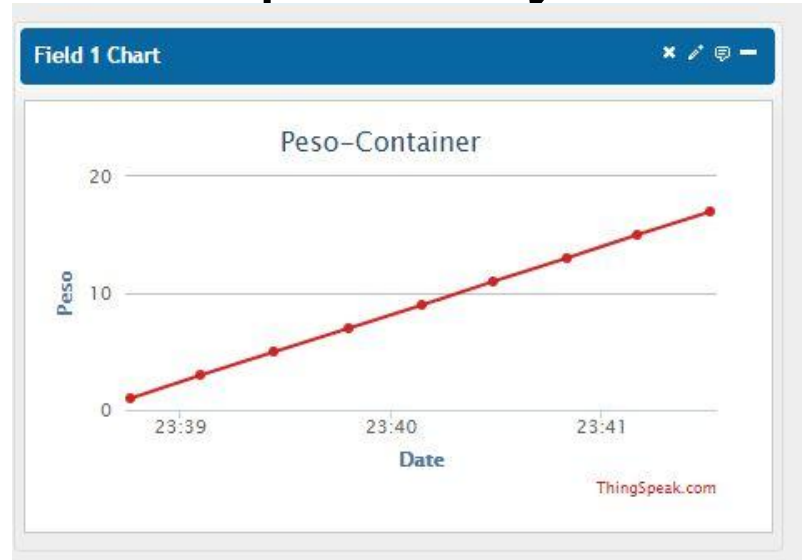 Field 1 Chart
Peso-Container
20
10
0
Peso
23:39
23:40
23:41
Date
ThingSpeak.com